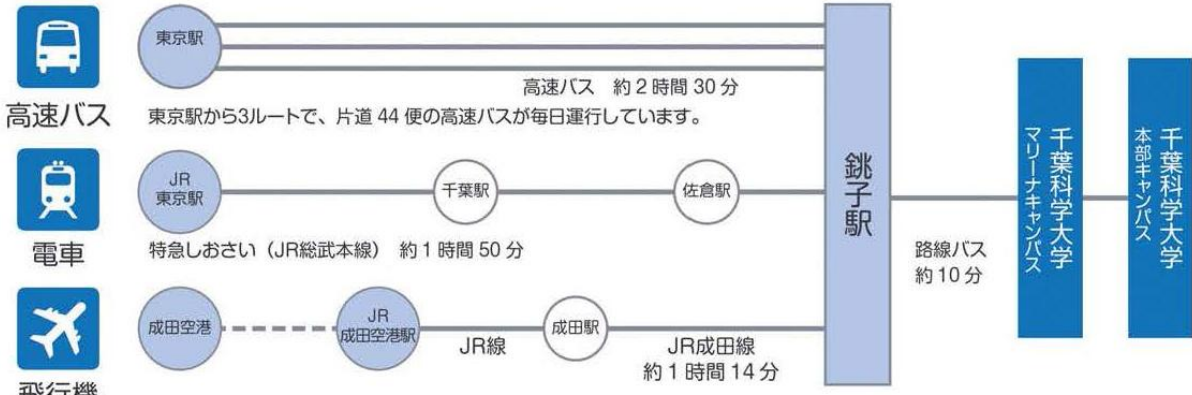 高速バス
東京駅
高速バス 約2時間30分
東京駅から3ルートで、片道44便の高速バスが毎日運行しています。
電車
JR
東京駅
千葉駅
佐倉駅
特急しおさい(JR総武本線) 約1時間50分
飛行機
成田空港
JR
成田空港駅
JR線
成田駅
JR成田線
約1時間14分
銚子駅
路線バス
約10分
千葉科学大学
マリーナキャンパス
千葉科学大学
本部キャンパス